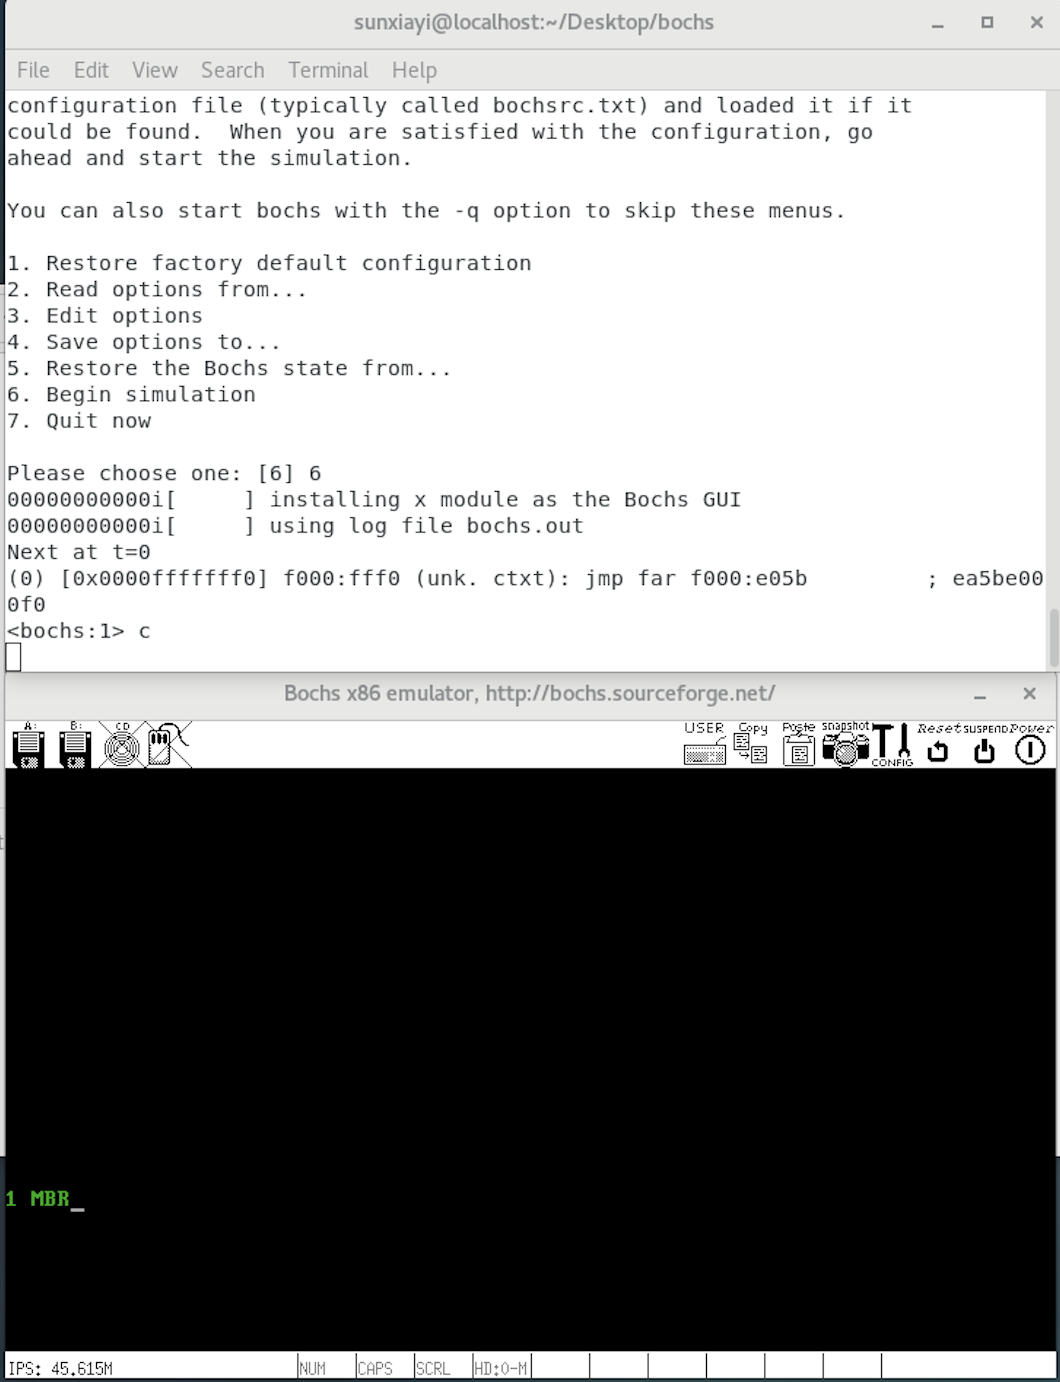 sunxiayi@localhost:~/Desktop/bochs
File Edit View Search Terminal Help
configuration file (typically called bochsrc.txt) and loaded it if it
could be found.  When you are satisfied with the configuration, go
ahead and start the simulation.
You can also start bochs with the -q option to skip these menus.
1. Restore factory default configuration
2. Read options from...
3. Edit options
4. Save options to...
5. Restore the Bochs state from...
6. Begin simulation
7. Quit now
Please choose one: [6] 6
00000000000i[      ] installing x module as the Bochs GUI
00000000000i[      ] using log file bochs.out
Next at t=0
(0) [0x0000fffffff0] f000:fff0 (unk. ctxt): jmp far f000:e05b         ; ea5be00
0f0
<bochs:1> c
Bochs x86 emulator, http://bochs.sourceforge.net/
A: B: CD USER Copy Paste snapshot CONFIG Reset SUSPEND Power
1 MBR_
IPS: 45.615M NUM CAPS SCRL HD:0-M